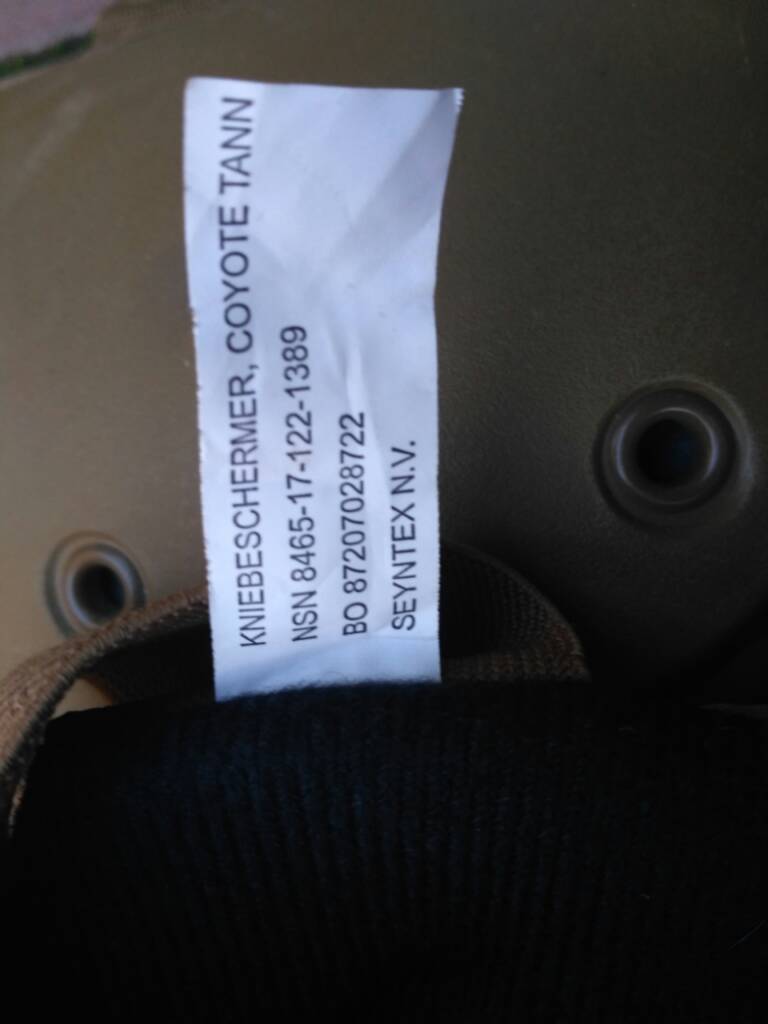 KNIEBESCHERMER, COYOTE TANN
NSN 8465-17-122-1389
BO 87207028722
SEYNTEX N.V.